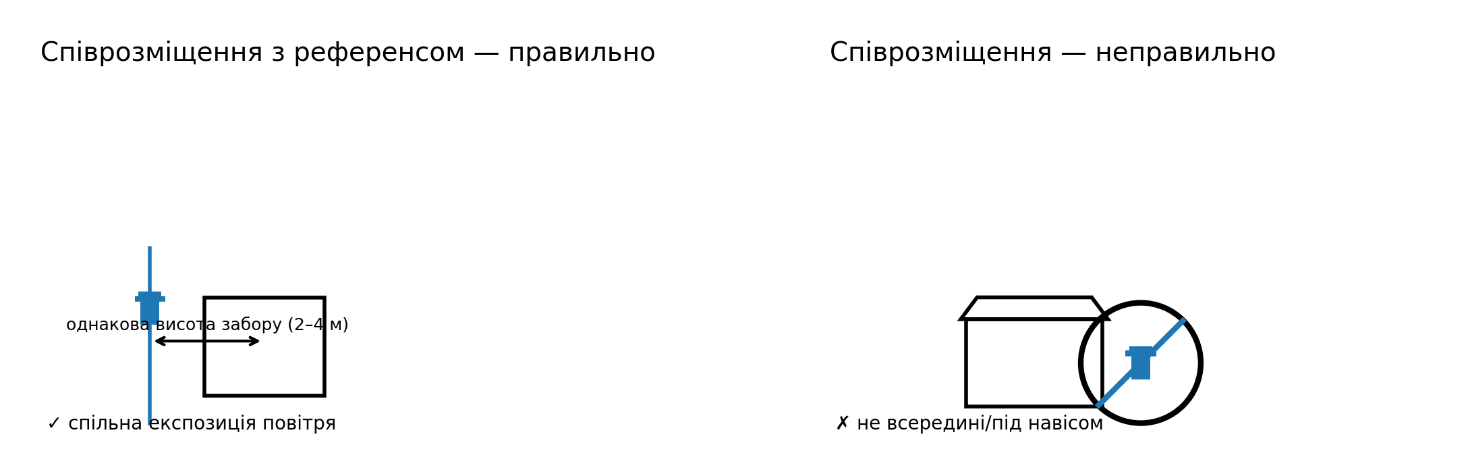 Співрозміщення з референсом — правильно
Співрозміщення — неправильно
однакова висота забору (2–4 м)
✓ спільна експозиція повітря
✗ не всередині/під навісом